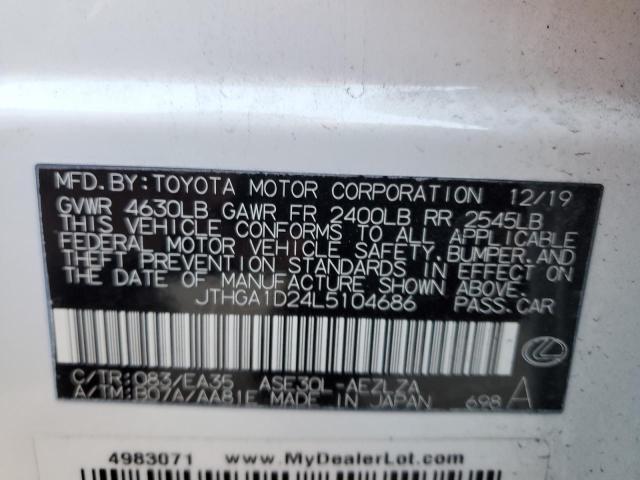 MFD.BY:TOYOTA MOTOR CORPORATION 12/19
GVWR 4630LB GAWR FR 2400LB RR 2545LB
THIS VEHICLE CONFORMS TO ALL APPLICABLE
FEDERAL MOTOR VEHICLE SAFETY,BUMPER,AND
THEFT PREVENTION STANDARDS IN EFFECT ON
THE DATE OF MANUFACTURE SHOWN ABOVE.
JTHGA1D24L5104686 PASS.CAR
C/TR:083/EA35 ASE30L-AEZLZA
A/TM:B07A/AA81E MADE IN JAPAN 698 A
4983071 www.MyDealerLot.com